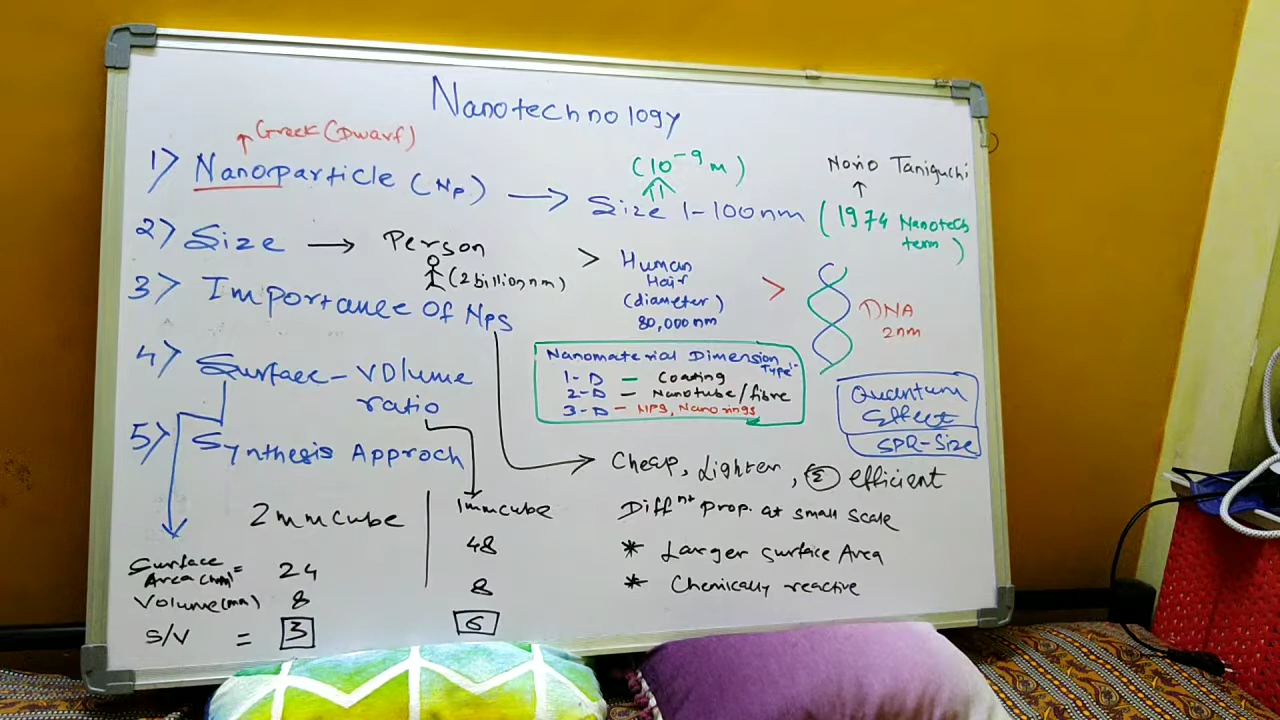 Nanotechnology
↑ Greek (Dwarf)
1) Nanoparticle (Np) → Size 1-100nm
(10⁻⁹ m)
Norio Taniguchi
↑
(1974 Nanotech
term)
2) Size → Person
(2 billion nm)
> Human
Hair
(diameter)
80,000 nm
> DNA
2nm
3) Importance Of Nps
4) Surface-Volume
ratio
5) Synthesis Approch
Nanomaterial Dimension
Type:-
1-D — Coating
2-D — Nanotube/fibre
3-D — NPS, Nanorings
Quantum
Effect
SPR-Size
→ Cheap, Lighter, efficient
Diffⁿᵗ prop. at small scale
* Larger surface Area
* Chemically reactive
2mmcube
1mmcube
Surface
Area (mm) = 24
48
Volume (mm) 8
8
S/V = 3
6